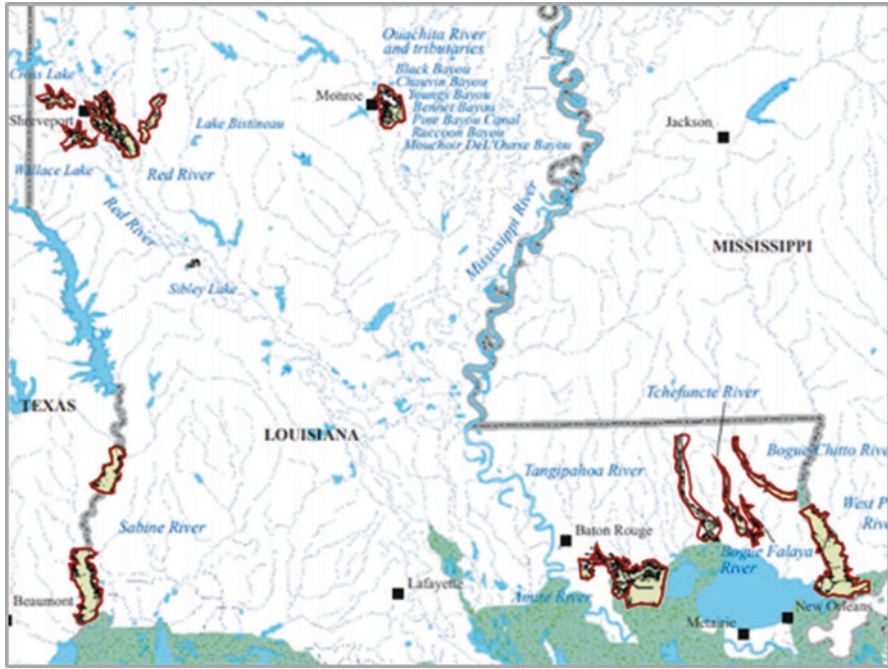 Ouachita River
and tributaries
Black Bayou
Chauvin Bayou
Youngs Bayou
Bennet Bayou
Pine Bayou Canal
Raccoon Bayou
Mouchoir DeL'Ourse Bayou
Cross Lake
Monroe
Shreveport
Jackson
Lake Bistineau
Wallace Lake
Red River
Red River
Mississippi River
MISSISSIPPI
Sibley Lake
Tchefuncte River
TEXAS
LOUISIANA
Bogue Chitto Rive
Tangipahoa River
West P
Rive
Sabine River
Baton Rouge
Bogue Falaya
River
Lafayette
Amite River
Beaumont
New Orleans
Metairie